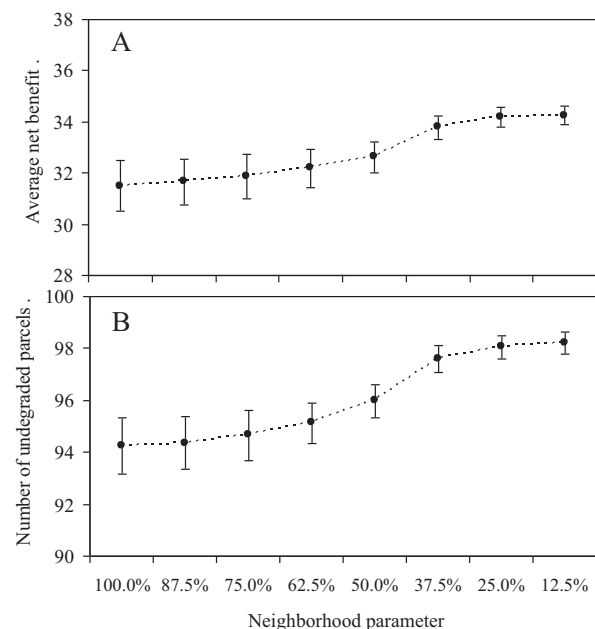 A
Average net benefit .
38
36
34
32
30
28
B
Number of undegraded parcels .
100
98
96
94
92
90
100.0% 87.5% 75.0% 62.5% 50.0% 37.5% 25.0% 12.5%
Neighborhood parameter